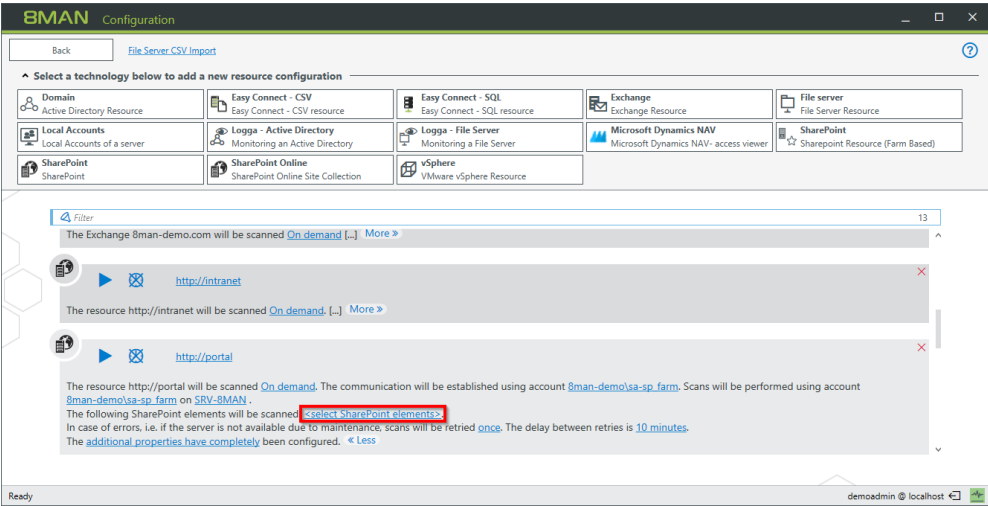 8MAN Configuration
Back File Server CSV Import
Select a technology below to add a new resource configuration
Domain
Active Directory Resource
Easy Connect - CSV
Easy Connect - CSV resource
Easy Connect - SQL
Easy Connect - SQL resource
Exchange
Exchange Resource
File server
File Server Resource
Local Accounts
Local Accounts of a server
Logga - Active Directory
Monitoring an Active Directory
Logga - File Server
Monitoring a File Server
Microsoft Dynamics NAV
Microsoft Dynamics NAV- access viewer
SharePoint
Sharepoint Resource (Farm Based)
SharePoint
SharePoint
SharePoint Online
SharePoint Online Site Collection
vSphere
VMware vSphere Resource
Filter 13
The Exchange 8man-demo.com will be scanned On demand [...] More »
http://intranet
The resource http://intranet will be scanned On demand. [...] More »
http://portal
The resource http://portal will be scanned On demand. The communication will be established using account 8man-demo\sa-sp_farm. Scans will be performed using account
8man-demo\sa-sp_farm on SRV-8MAN .
The following SharePoint elements will be scanned <select SharePoint elements>.
In case of errors, i.e. if the server is not available due to maintenance, scans will be retried once. The delay between retries is 10 minutes.
The additional properties have completely been configured. « Less
Ready demoadmin @ localhost